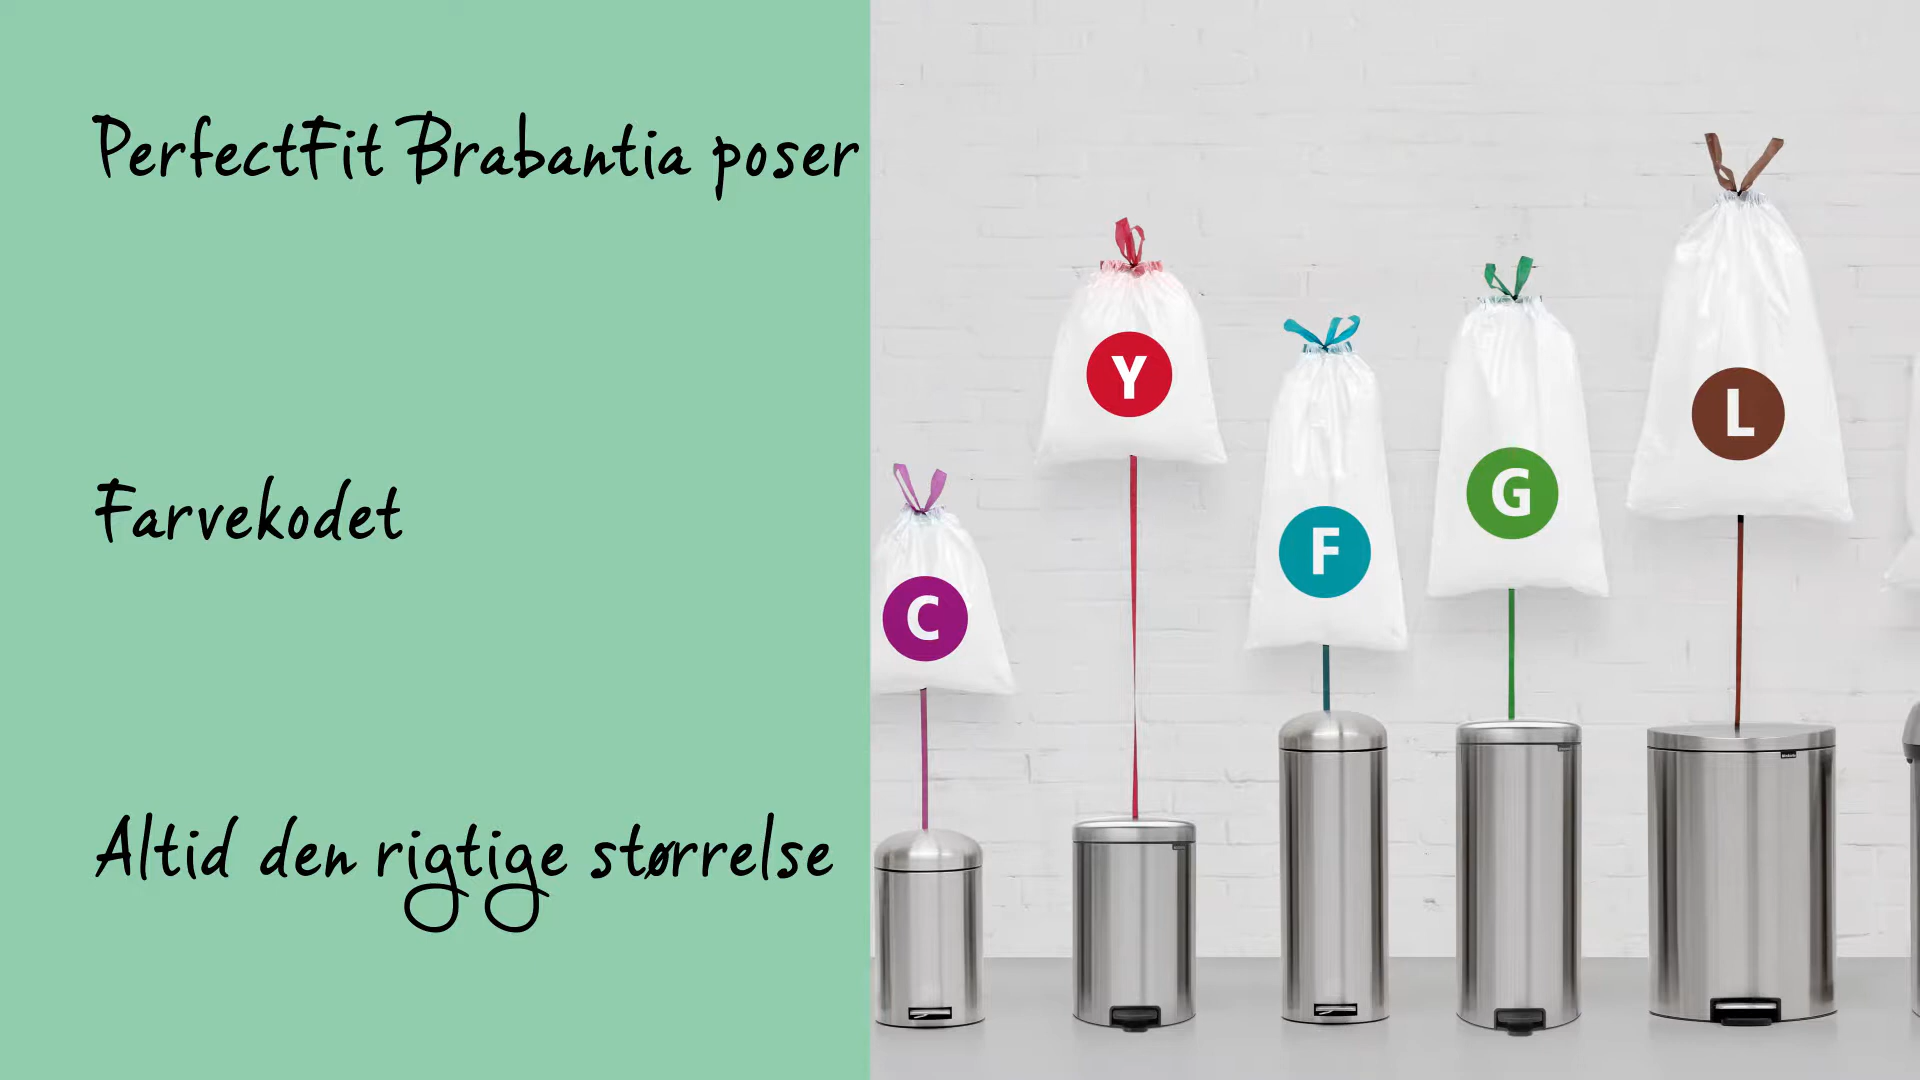 PerfectFit Brabantia poser
Farvekodet
Altid den rigtige størrelse
C
Y
F
G
L